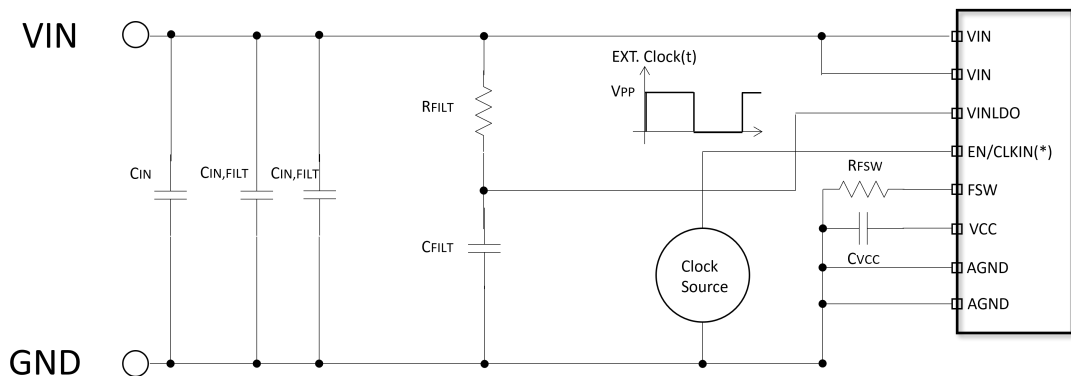 VIN
VIN
EXT. Clock(t)
VPP
VIN
RFILT
VINLDO
EN/CLKIN(*)
CIN
CIN,FILT
CIN,FILT
RFSW
FSW
VCC
CFILT
CVCC
Clock
Source
AGND
AGND
GND